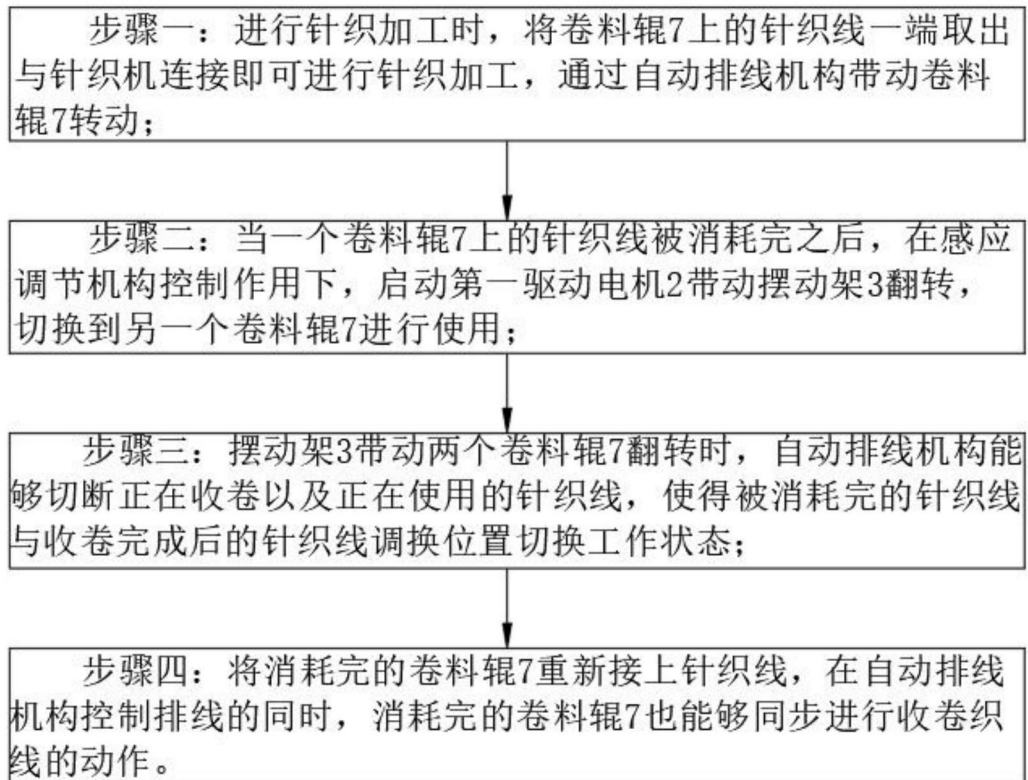 步骤一：进行针织加工时，将卷料辊7上的针织线一端取出
与针织机连接即可进行针织加工，通过自动排线机构带动卷料
辊7转动；
步骤二：当一个卷料辊7上的针织线被消耗完之后，在感应
调节机构控制作用下，启动第一驱动电机2带动摆动架3翻转，
切换到另一个卷料辊7进行使用；
步骤三：摆动架3带动两个卷料辊7翻转时，自动排线机构能
够切断正在收卷以及正在使用的针织线，使得被消耗完的针织线
与收卷完成后的针织线调换位置切换工作状态；
步骤四：将消耗完的卷料辊7重新接上针织线，在自动排线
机构控制排线的同时，消耗完的卷料辊7也能够同步进行收卷织
线的动作。